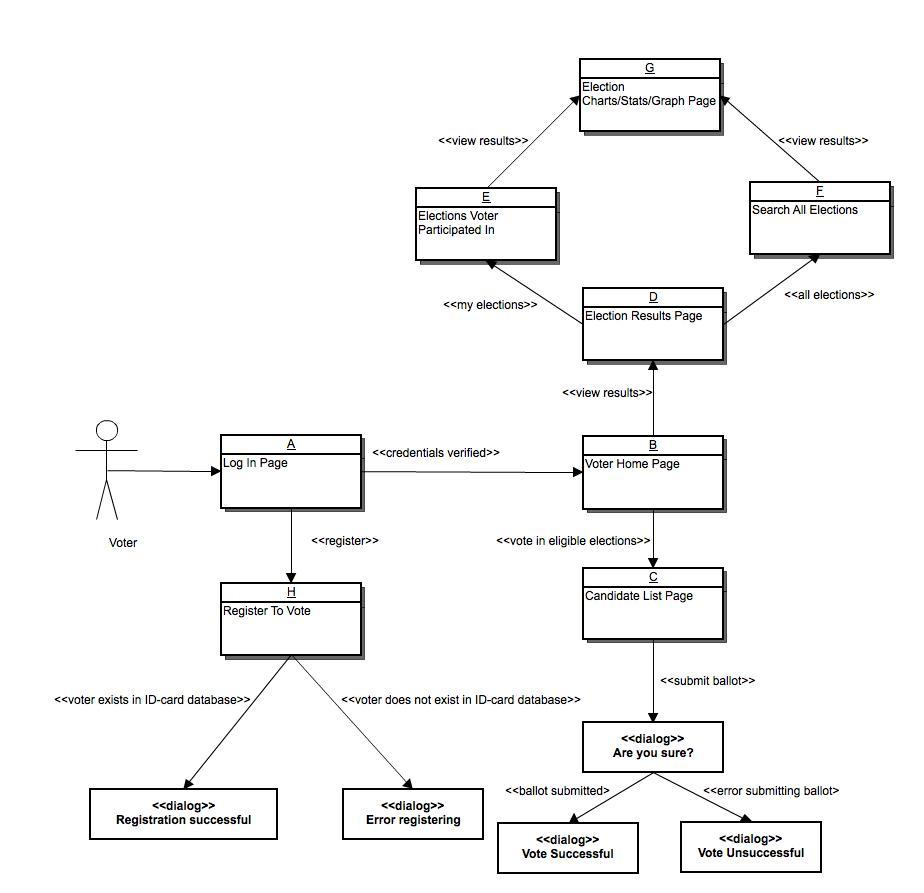 G
Election
Charts/Stats/Graph Page
<<view results>>
<<view results>>
E
Elections Voter
Participated In
F
Search All Elections
<<my elections>>
<<all elections>>
D
Election Results Page
<<view results>>
A
Log In Page
<<credentials verified>>
B
Voter Home Page
Voter
<<register>>
<<vote in eligible elections>>
H
Register To Vote
C
Candidate List Page
<<submit ballot>>
<<voter exists in ID-card database>>
<<voter does not exist in ID-card database>>
<<dialog>>
Are you sure?
<<ballot submitted>
<<error submitting ballot>
<<dialog>>
Registration successful
<<dialog>>
Error registering
<<dialog>>
Vote Successful
<<dialog>>
Vote Unsuccessful